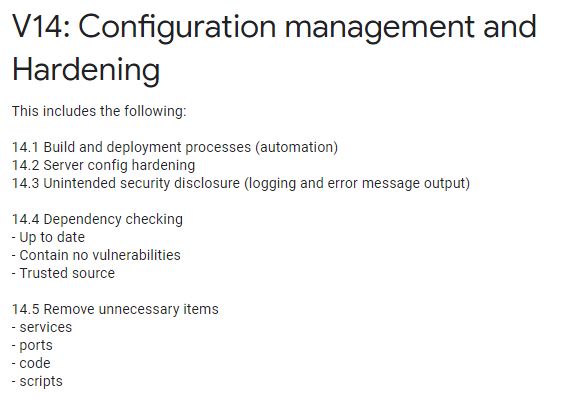 V14: Configuration management and
Hardening
This includes the following:
14.1 Build and deployment processes (automation)
14.2 Server config hardening
14.3 Unintended security disclosure (logging and error message output)
14.4 Dependency checking
- Up to date
- Contain no vulnerabilities
- Trusted source
14.5 Remove unnecessary items
- services
- ports
- code
- scripts